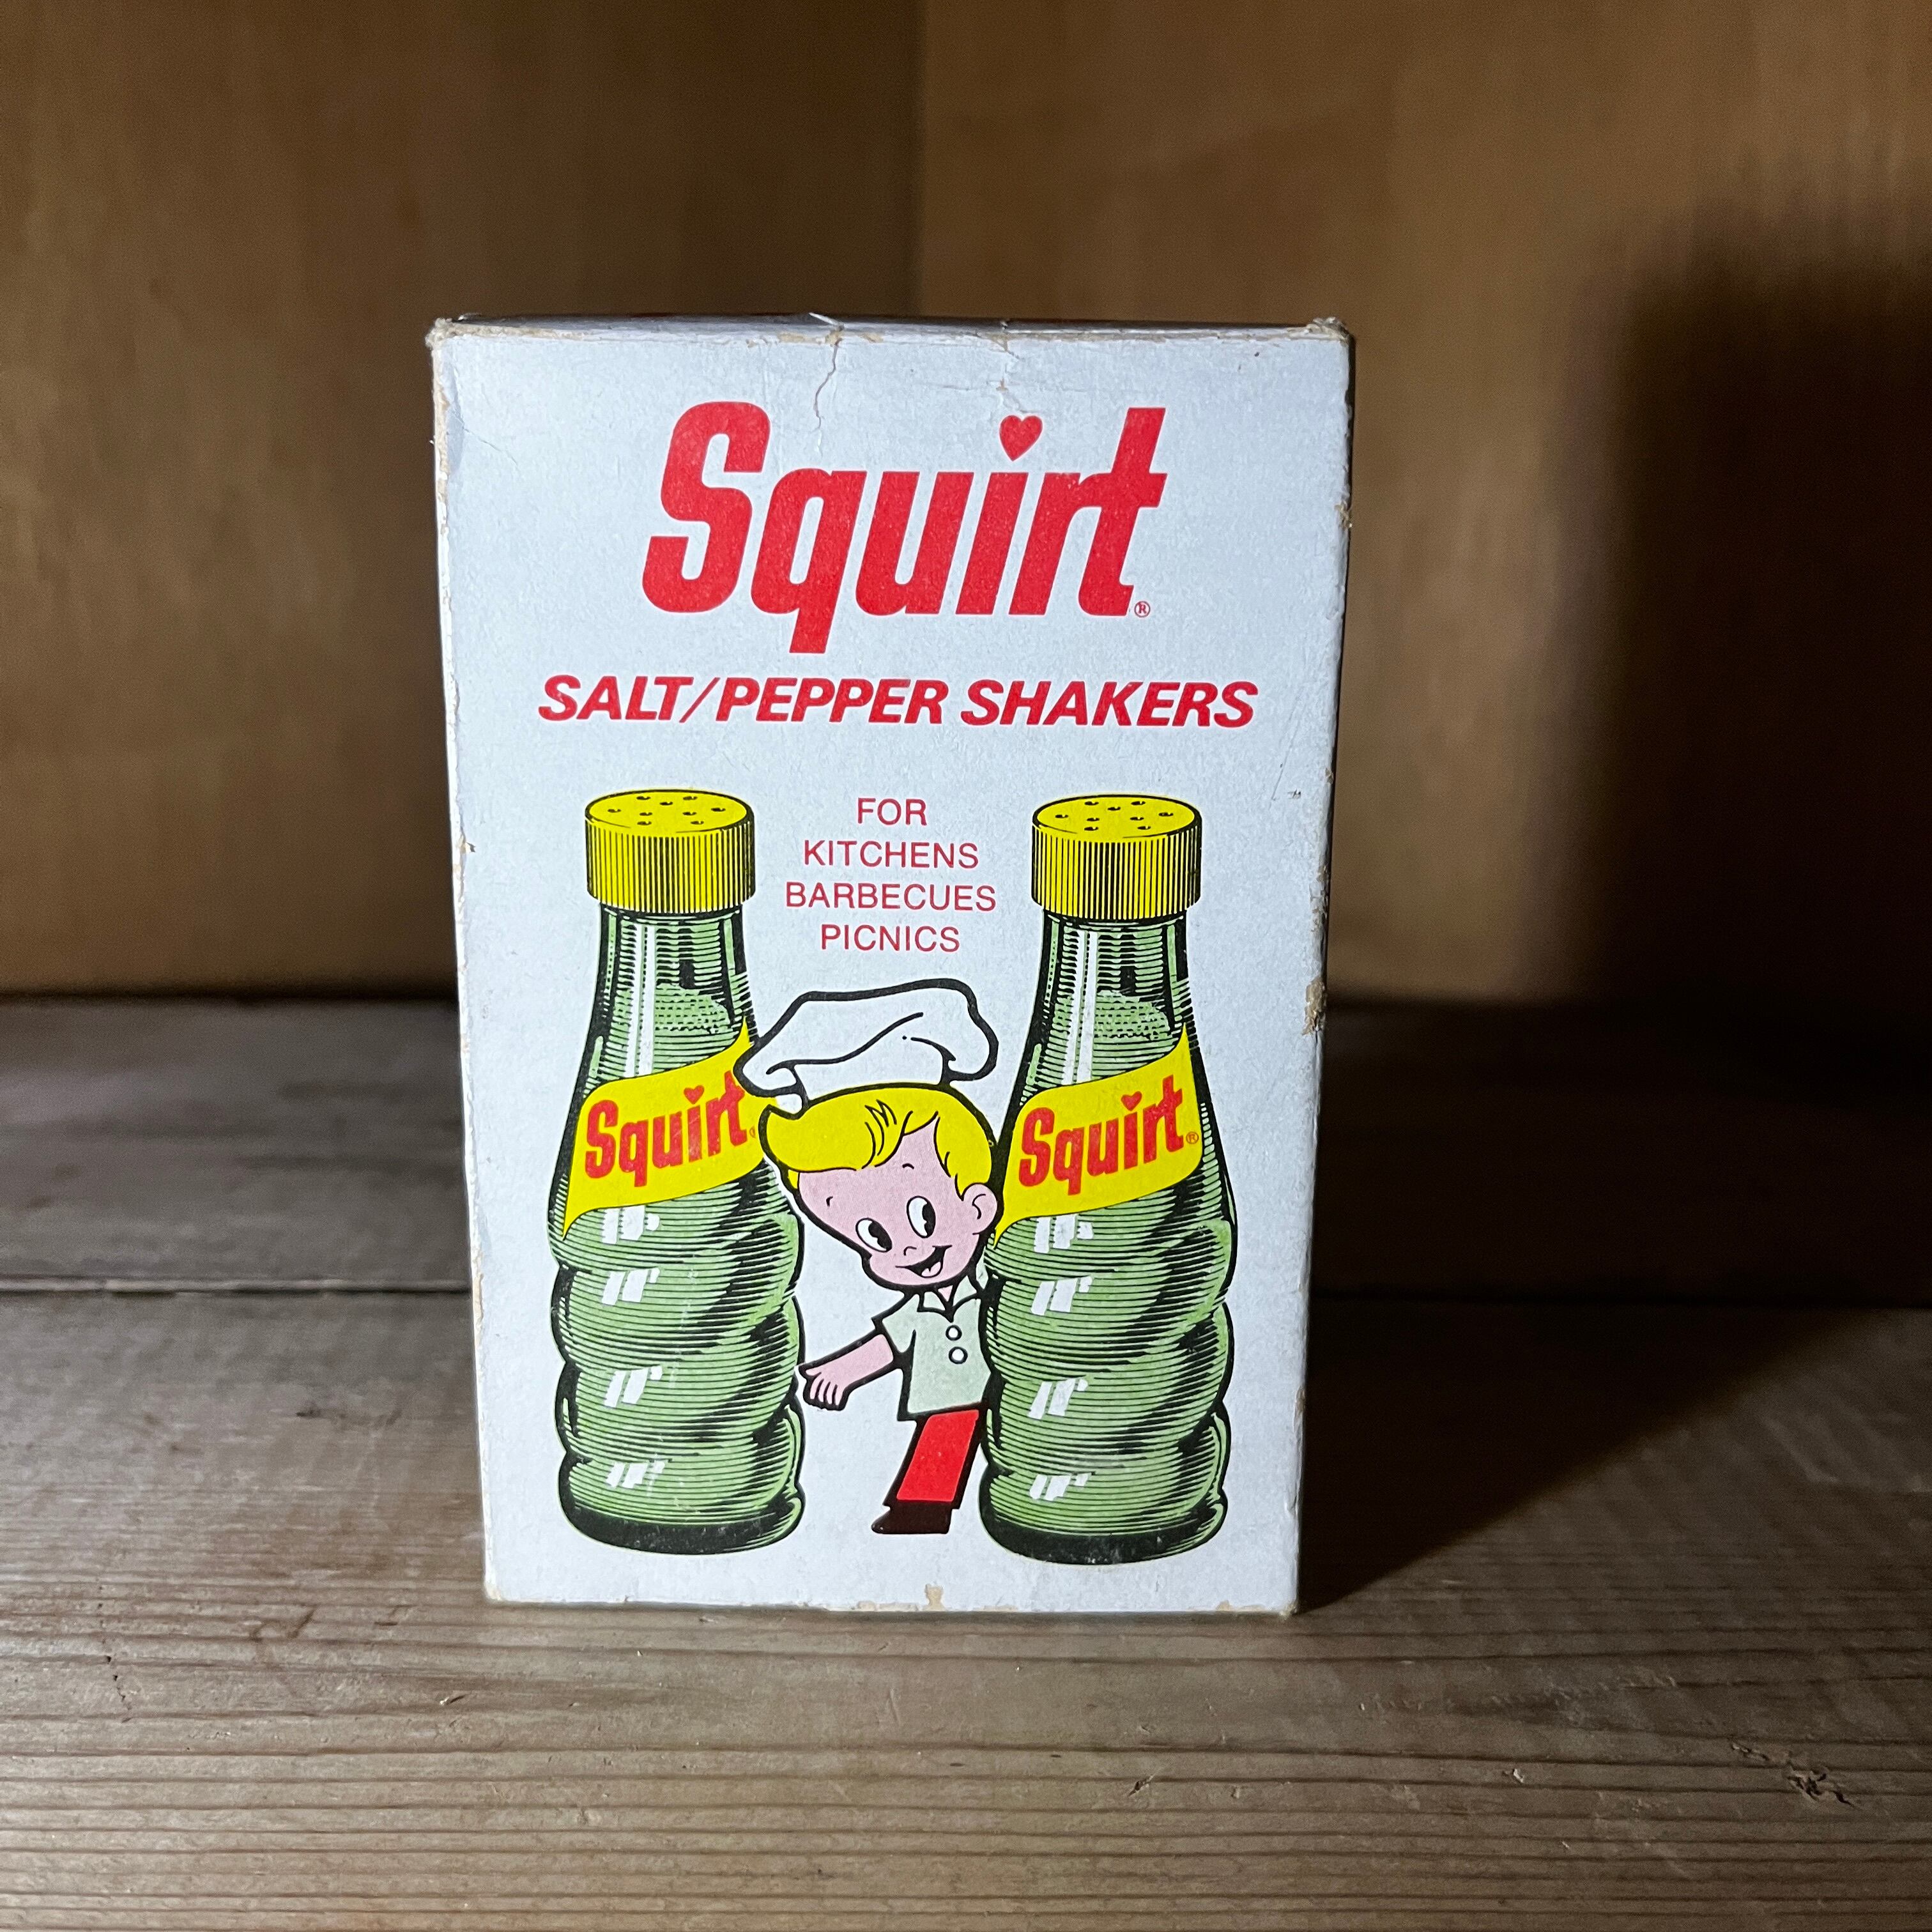 Squirt®
SALT/PEPPER SHAKERS
FOR
KITCHENS
BARBECUES
PICNICS
Squirt®
Squirt®